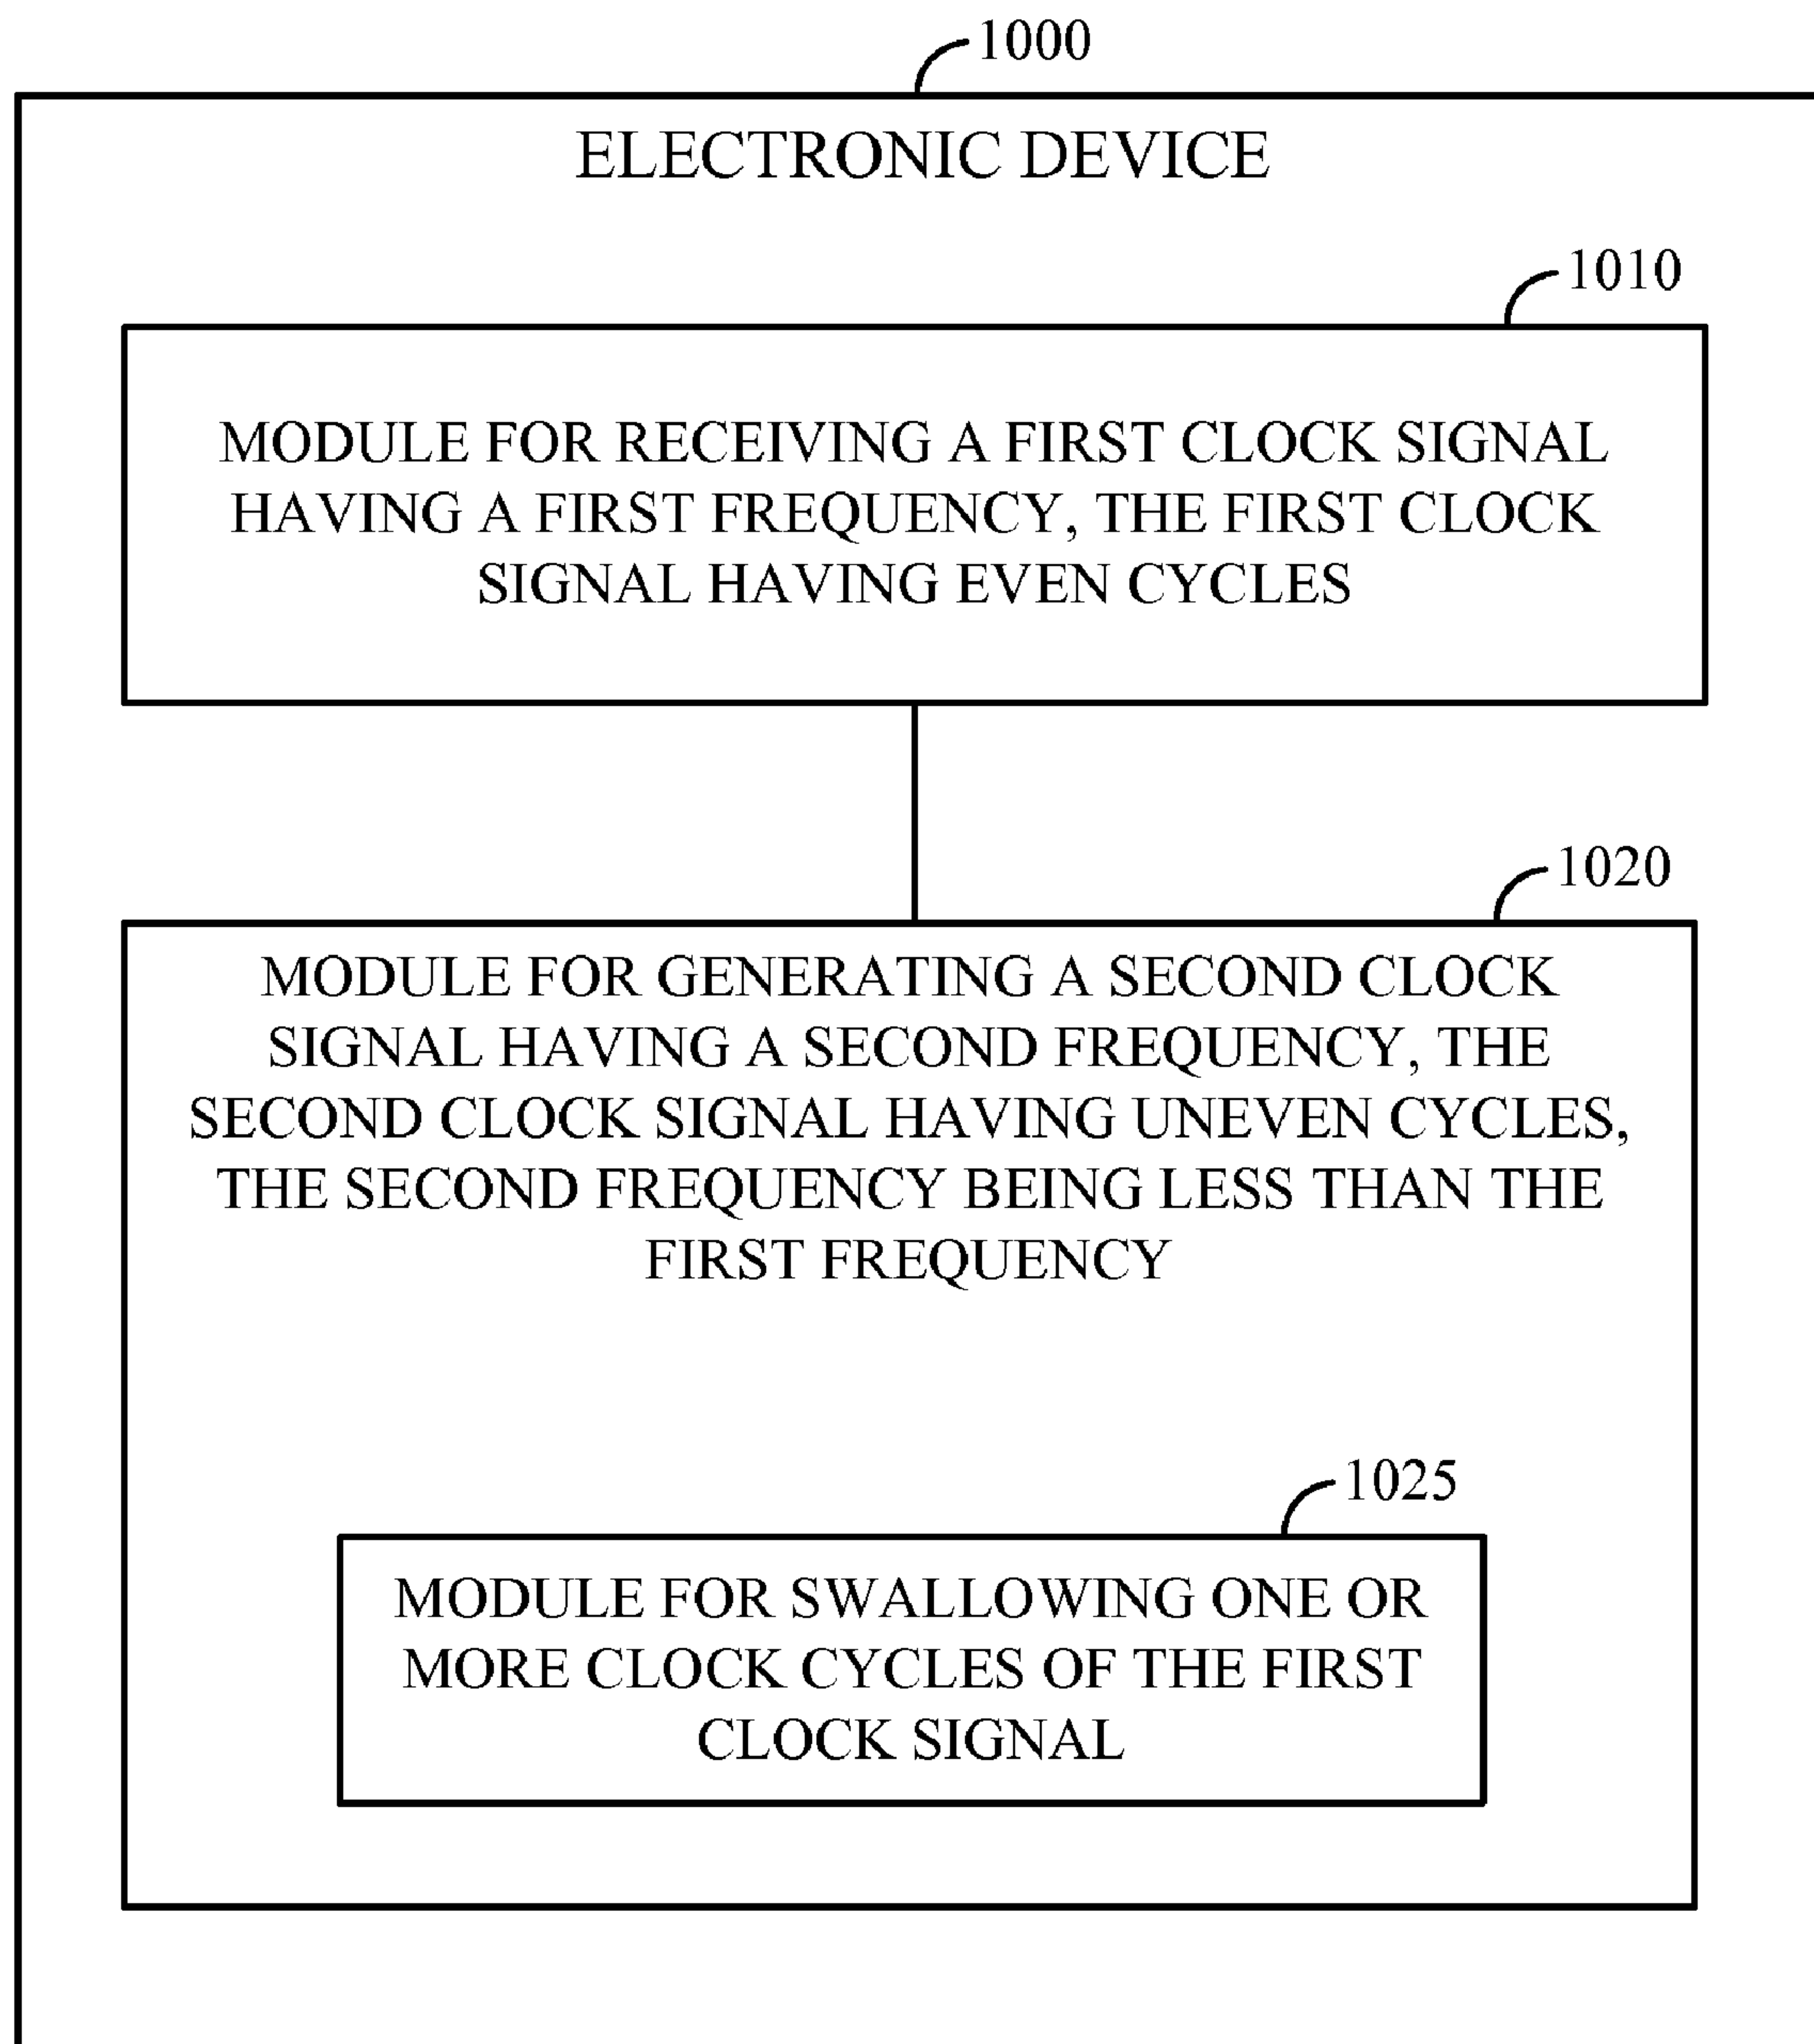 1000
ELECTRONIC DEVICE
1010
MODULE FOR RECEIVING A FIRST CLOCK SIGNAL
HAVING A FIRST FREQUENCY, THE FIRST CLOCK
SIGNAL HAVING EVEN CYCLES
1020
MODULE FOR GENERATING A SECOND CLOCK
SIGNAL HAVING A SECOND FREQUENCY, THE
SECOND CLOCK SIGNAL HAVING UNEVEN CYCLES,
THE SECOND FREQUENCY BEING LESS THAN THE
FIRST FREQUENCY
1025
MODULE FOR SWALLOWING ONE OR
MORE CLOCK CYCLES OF THE FIRST
CLOCK SIGNAL